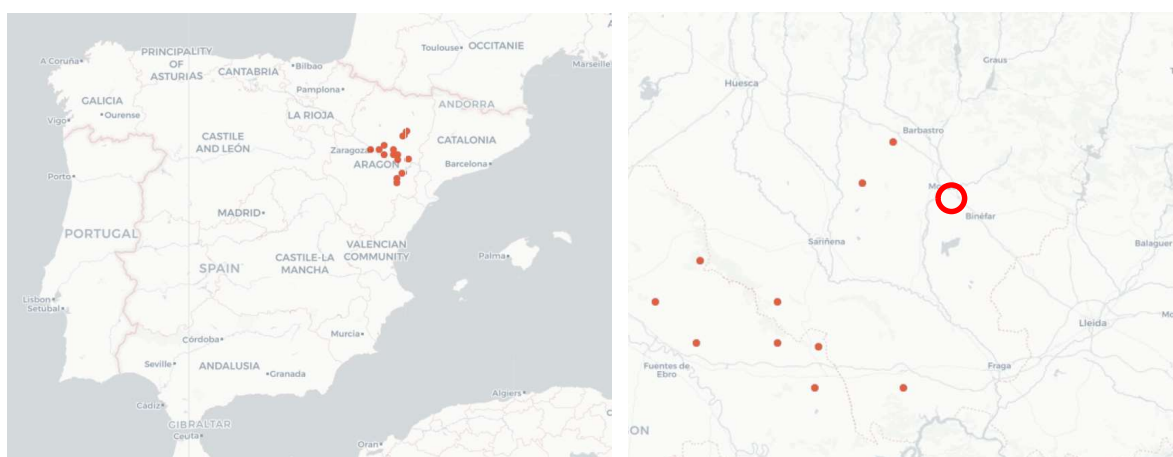 A Coruña
PRINCIPALITY
OF
ASTURIAS
CANTABRIA
Bilbao
Toulouse
OCCITANIE
Marseille
Pamplona
ANDORRA
GALICIA
Ourense
Vigo
LA RIOJA
CASTILE
AND LEÓN
CATALONIA
Zaragoza
ARAGON
Barcelona
Porto
MADRID
PORTUGAL
VALENCIAN
COMMUNITY
Palma
CASTILE-LA
MANCHA
SPAIN
Lisbon
Setubal
Murcia
Córdoba
Seville
ANDALUSIA
Granada
Cádiz
Algiers
GIBRALTAR
Ceuta
Oran
Graus
Huesca
Barbastro
Binéfar
Sariñena
Balaguer
Lleida
Mo
Fuentes de
Ebro
Fraga
ON